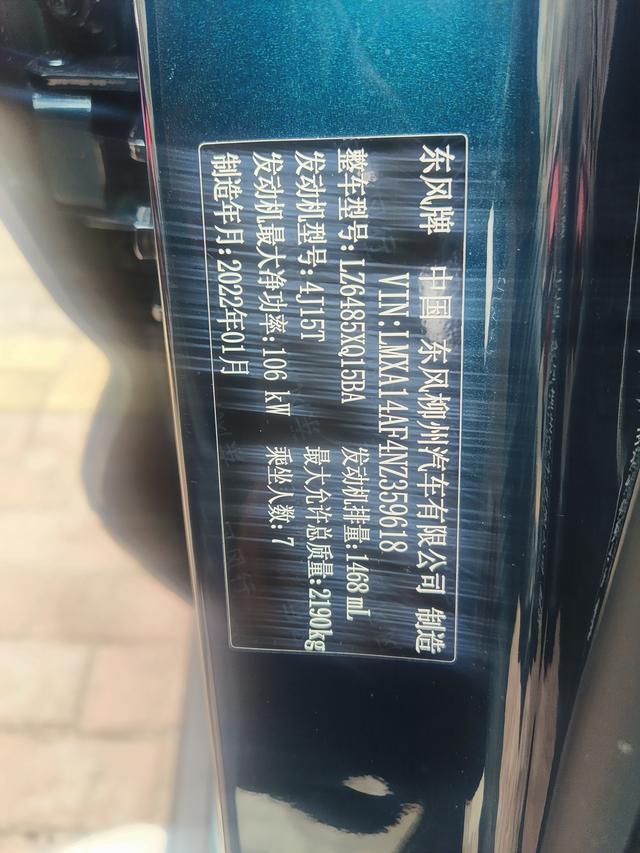 东风牌 中国 东风柳州汽车有限公司 制造
VIN:LMXA14AF4NZ359618
整车型号:LZ6485XQ15BA 发动机排量:1468mL
发动机型号:4J15T 最大允许总质量:2190kg
发动机最大净功率:106 kW 乘坐人数:7
制造年月:2022年01月